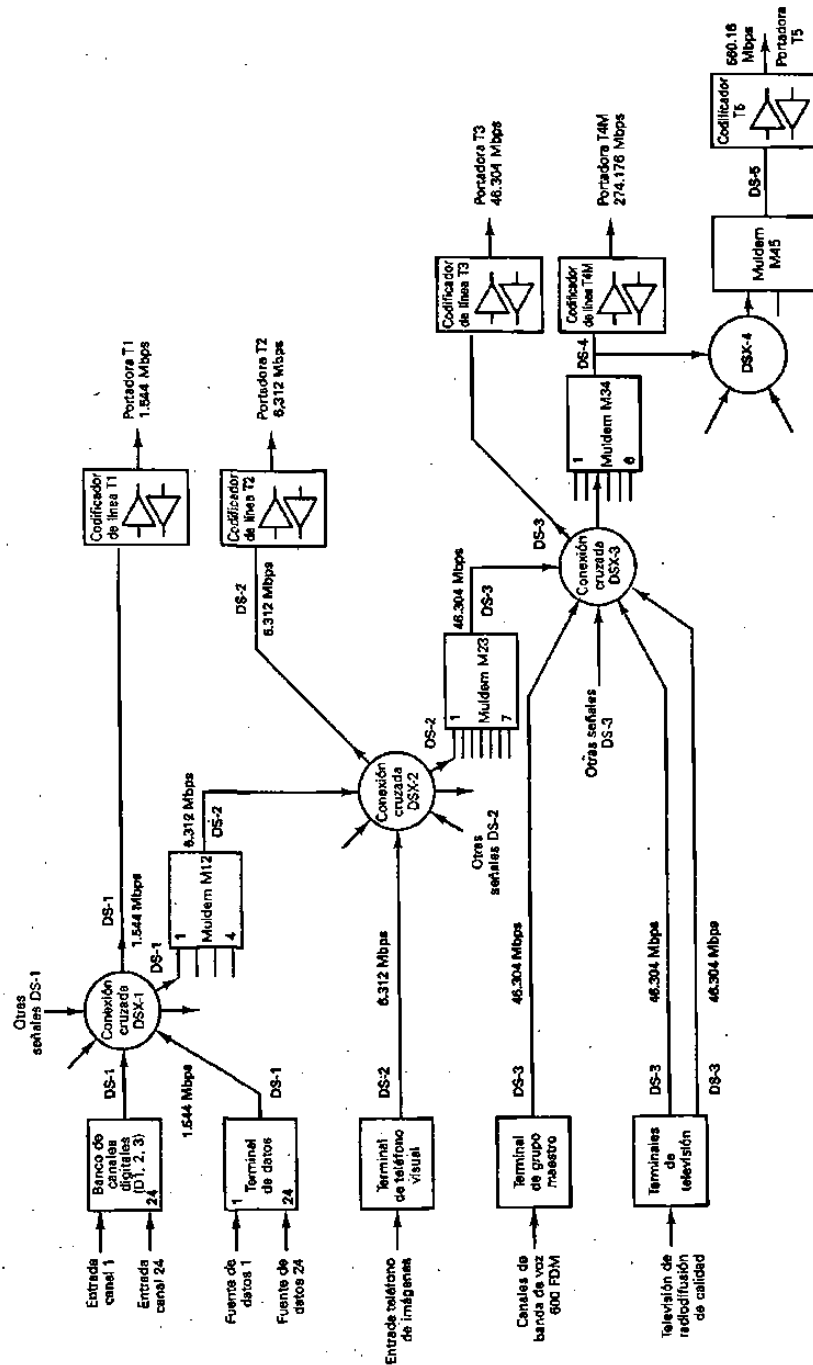 Entrada
canal 1
Entrada
canal 24
Banco de
canales
digitales
(D1, 2, 3)
24
DS-1
Otras
señales DS-1
Conexión
cruzada
DSX-1
DS-1
1.544 Mbps
Codificador
de línea T1
Portadora T1
1.544 Mbps
Fuente de
datos 1
Fuente de
datos 24
1
Terminal
de datos
24
1.544 Mbps
DS-1
DS-1
1
Muldem M12
4
6.312 Mbps
DS-2
Entrade teléfono
de imágenes
Terminal
de teléfono
visual
DS-2
6.312 Mbps
Conexión
cruzada
DSX-2
Otras
señales DS-2
DS-2
6.312 Mbps
Codificador
de línea T2
Portadora T2
6,312 Mbps
DS-2
1
Muldem M23
7
46.304 Mbps
DS-3
Canales de
banda de voz
600 FDM
Terminal
de grupo
maestro
DS-3
46.304 Mbps
Otras señales
DS-3
Conexión
cruzada
DSX-3
DS-3
Codificador
de línea T3
Portadora T3
46.304 Mbps
Televisión de
radiodifusión
de calidad
Terminales
de
televisión
DS-3
46.304 Mbps
DS-3
46.304 Mbps
1
Muldem M34
6
DS-4
Codificador
de línea T4M
Portadora T4M
274.176 Mbps
DSX-4
Muldem
M45
DS-5
Codificador
T5
560.16
Mbps
Portadora
T5